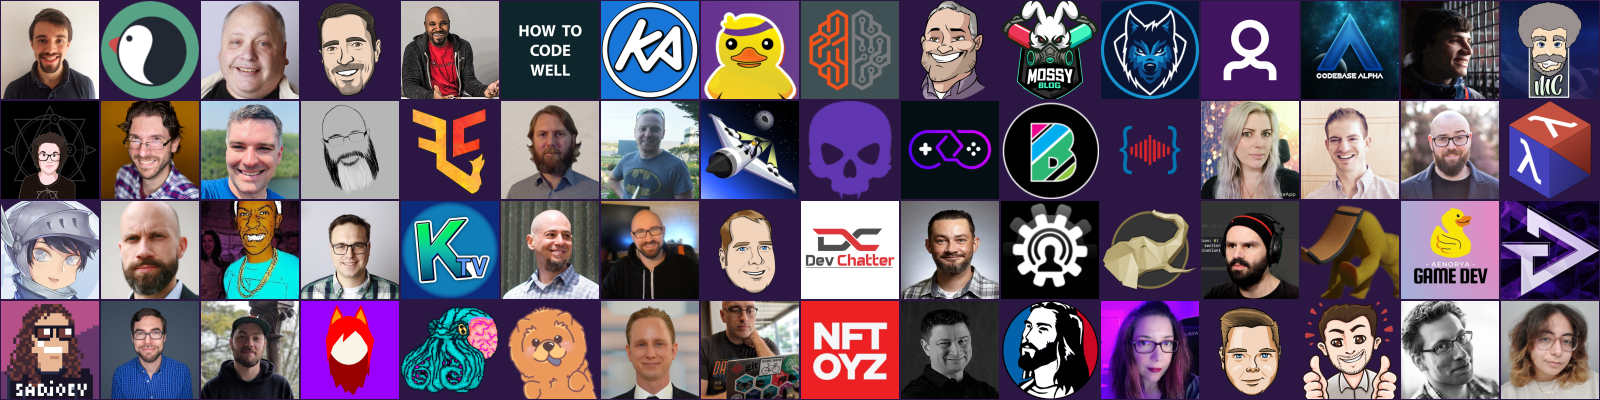 HOW TO
CODE
WELL
KA
MOSSY
BLOG
CODEBASE ALPHA
MC
B
λ
λ
K
TV
DC
Dev Chatter
AENORYA
GAME DEV
SADJOEY
NFT
OYZ